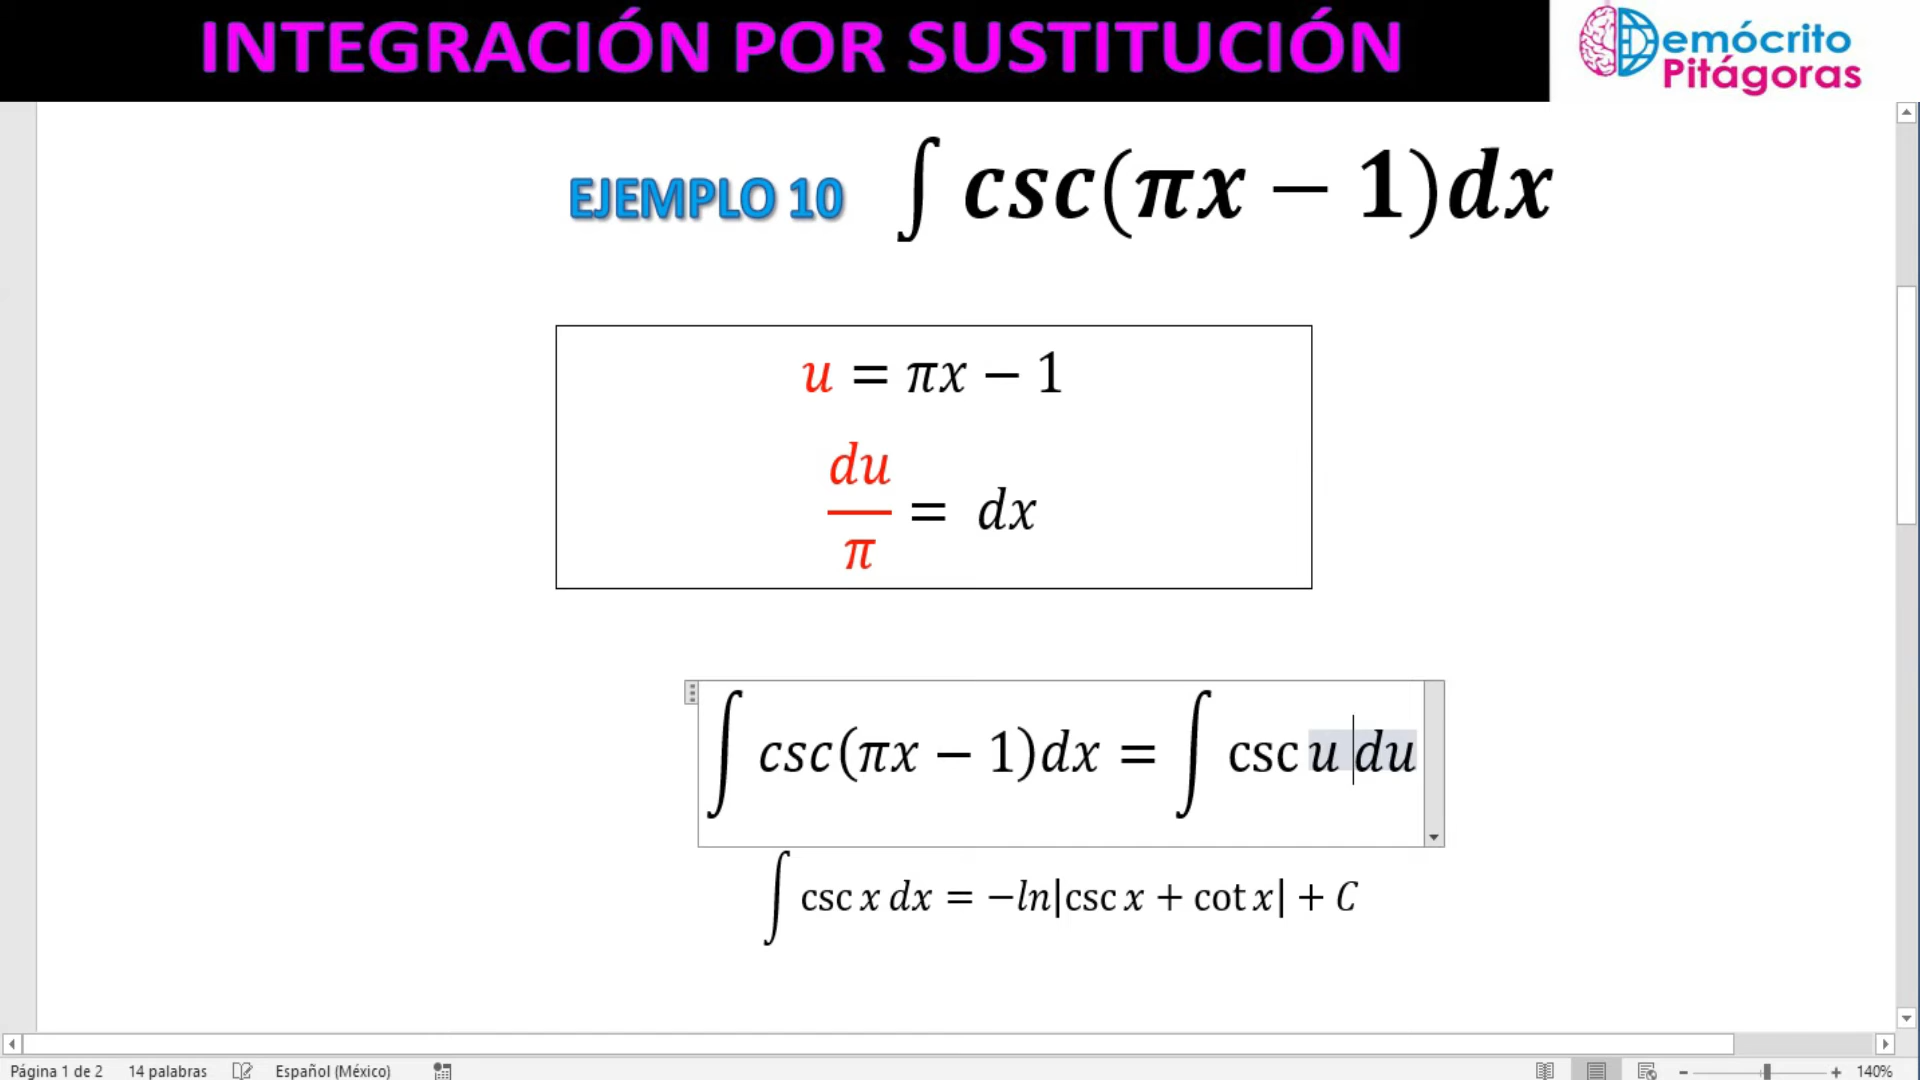 INTEGRACIÓN POR SUSTITUCIÓN
Demócrito
Pitágoras
EJEMPLO 10 ∫ csc(πx − 1)dx
u = πx − 1
du/π = dx
∫ csc(πx − 1)dx = ∫ csc u du
∫ csc x dx = −ln|csc x + cot x| + C
Página 1 de 2 14 palabras Español (México) 140%